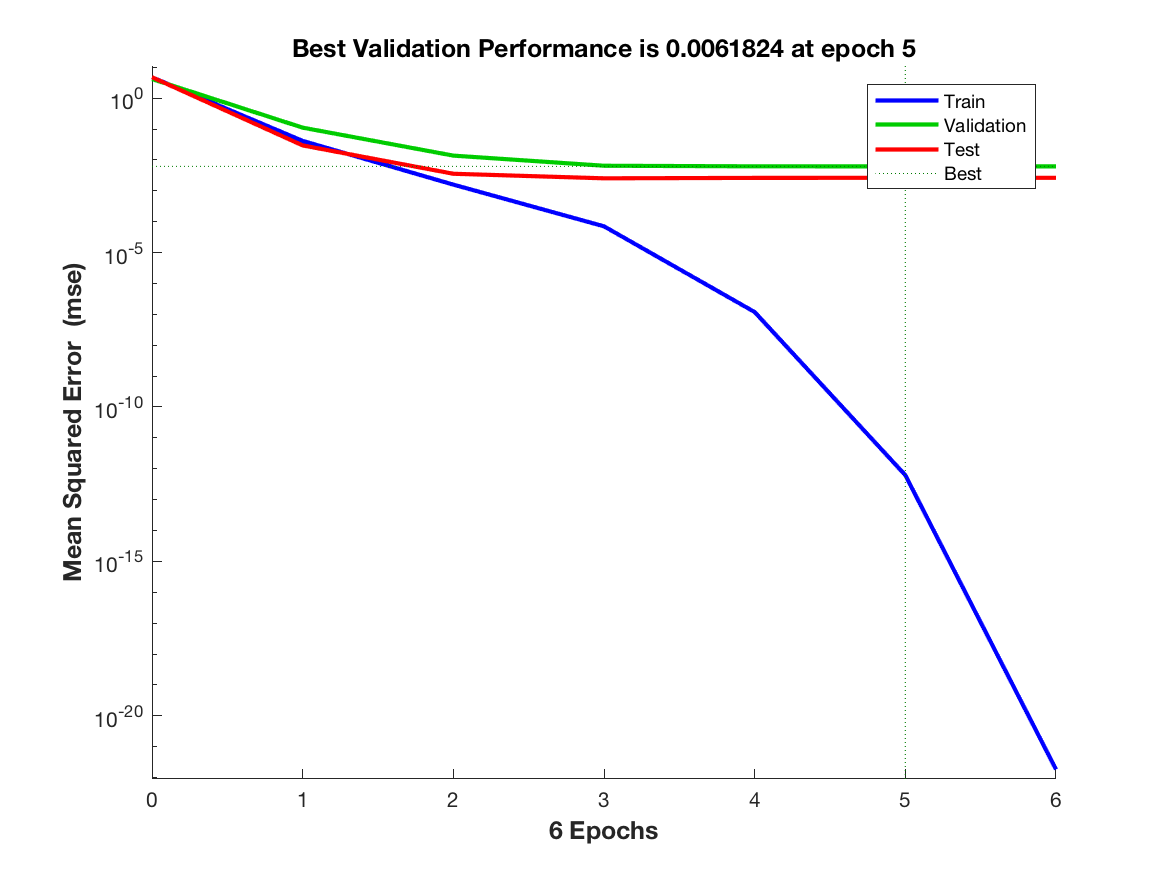 Best Validation Performance is 0.0061824 at epoch 5
Mean Squared Error (mse)
10^0
10^-5
10^-10
10^-15
10^-20
Train
Validation
Test
Best
0 1 2 3 4 5 6
6 Epochs